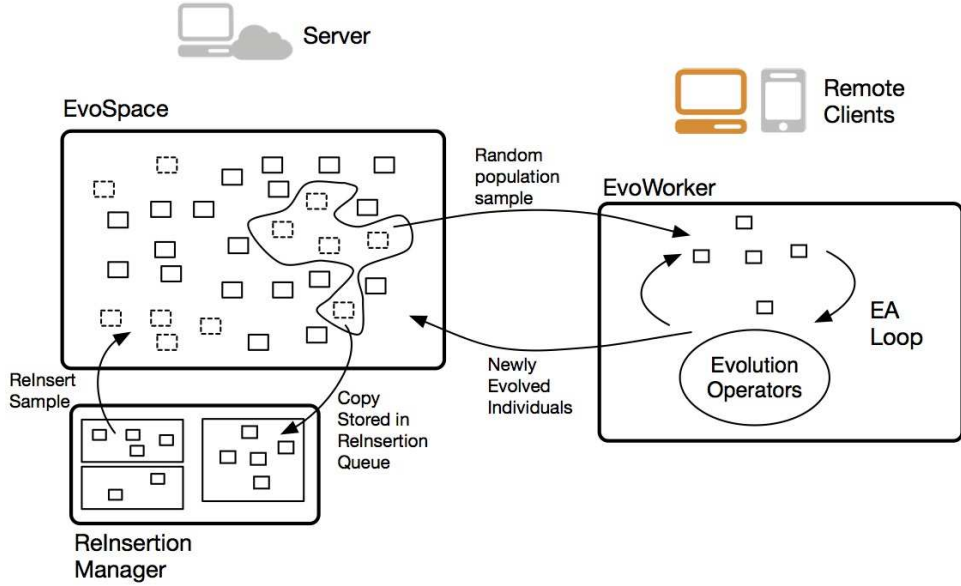 Server
Remote
Clients
EvoSpace
Random
population
sample
EvoWorker
EA
Loop
Evolution
Operators
Newly
Evolved
Individuals
ReInsert
Sample
Copy
Stored in
ReInsertion
Queue
ReInsertion
Manager